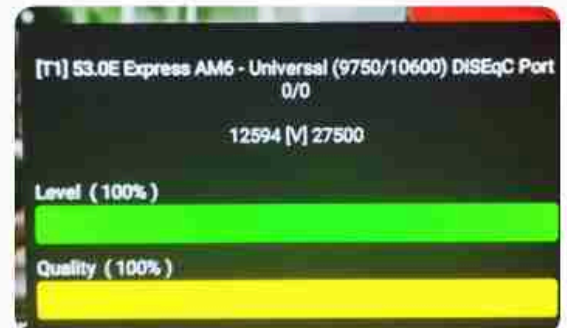 [T1] 53.0E Express AM6 - Universal (9750/10600) DISEqC Port
0/0
12594 [V] 27500
Level (100%)
Quality (100%)